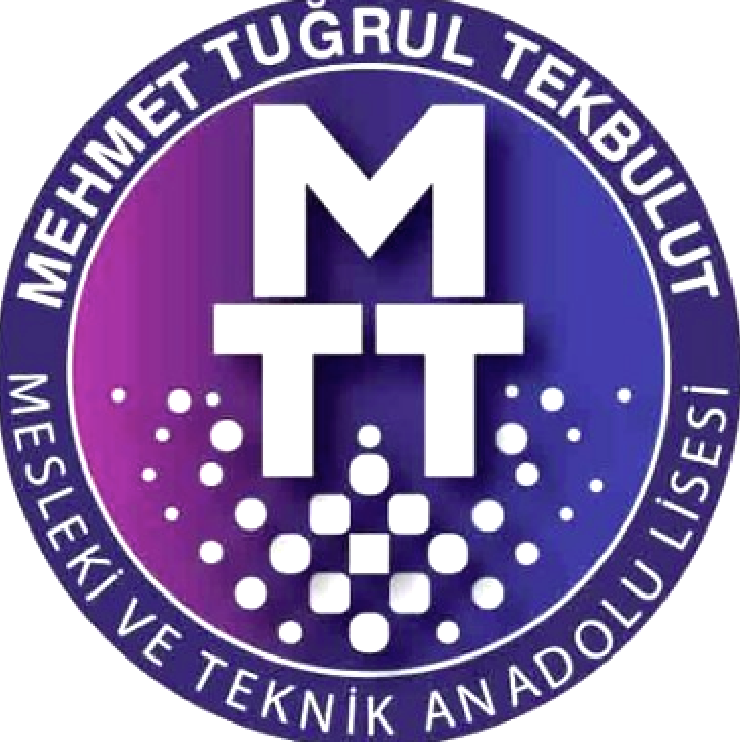 MEHMET TUĞRUL TEKBULUT
M
TT
MESLEKİ VE TEKNİK ANADOLU LİSESİ